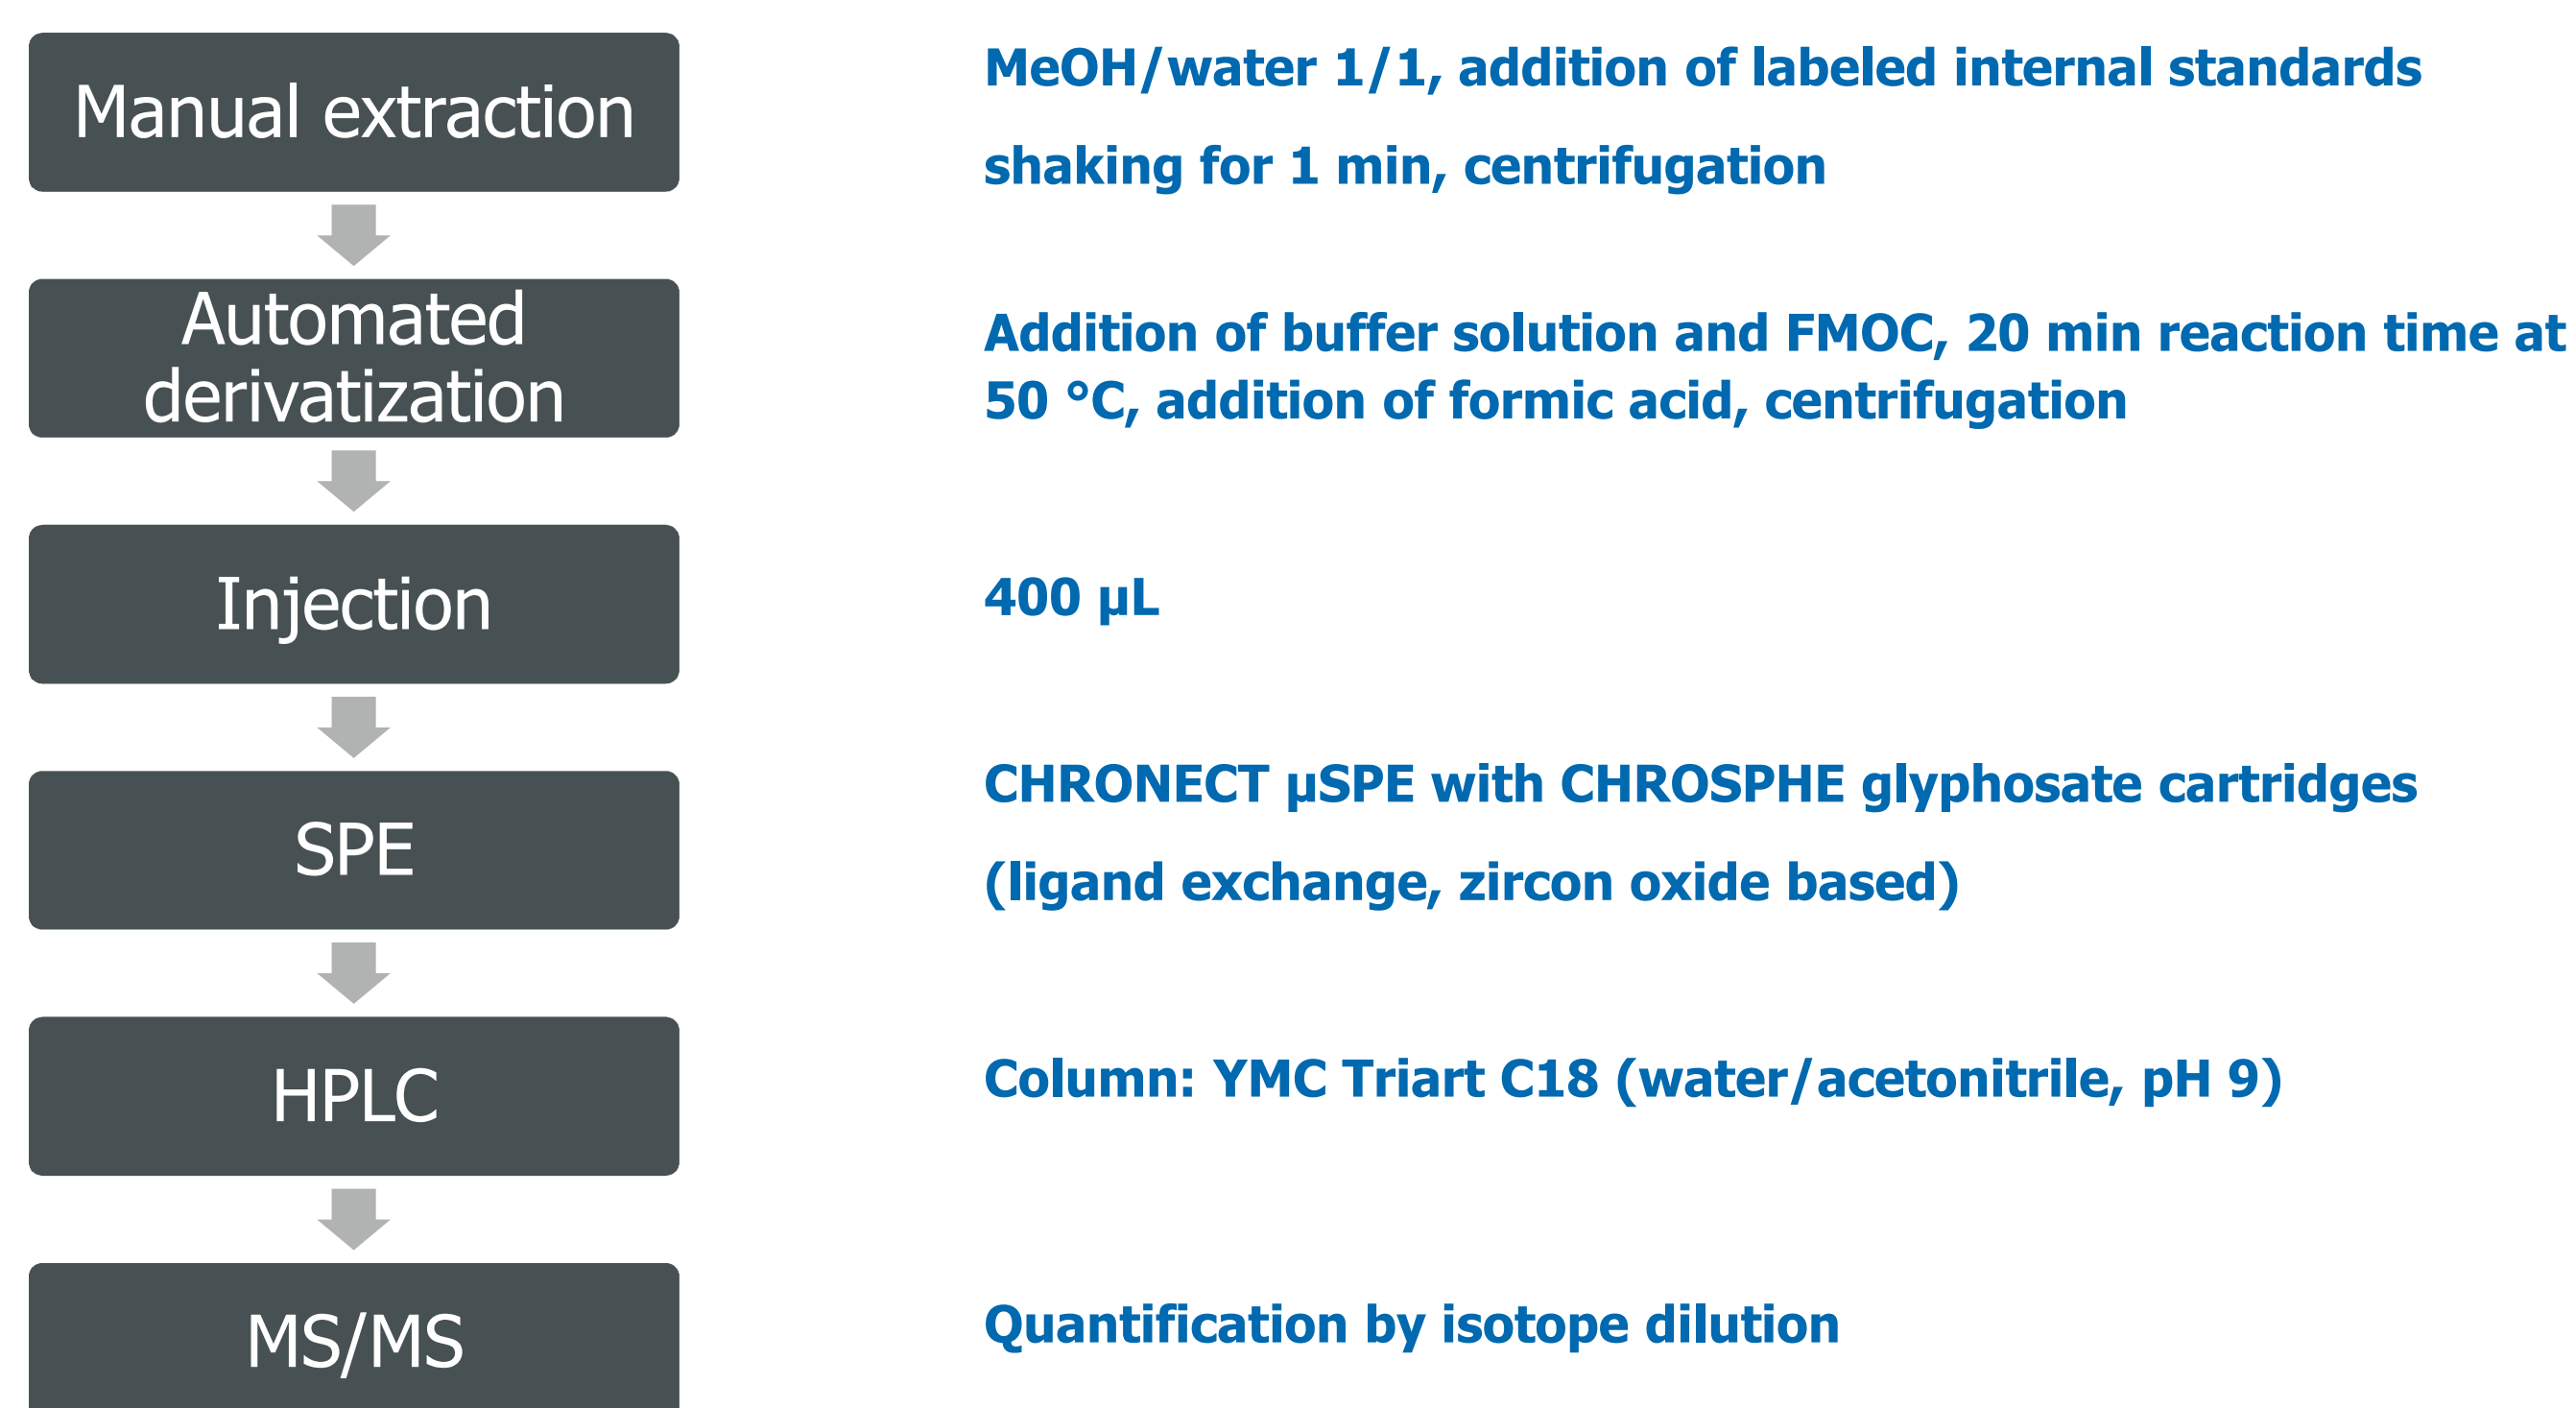 Manual extraction
MeOH/water 1/1, addition of labeled internal standards
shaking for 1 min, centrifugation
Automated
derivatization
Addition of buffer solution and FMOC, 20 min reaction time at
50 °C, addition of formic acid, centrifugation
Injection
400 µL
SPE
CHRONECT µSPE with CHROSPHE glyphosate cartridges
(ligand exchange, zircon oxide based)
HPLC
Column: YMC Triart C18 (water/acetonitrile, pH 9)
MS/MS
Quantification by isotope dilution